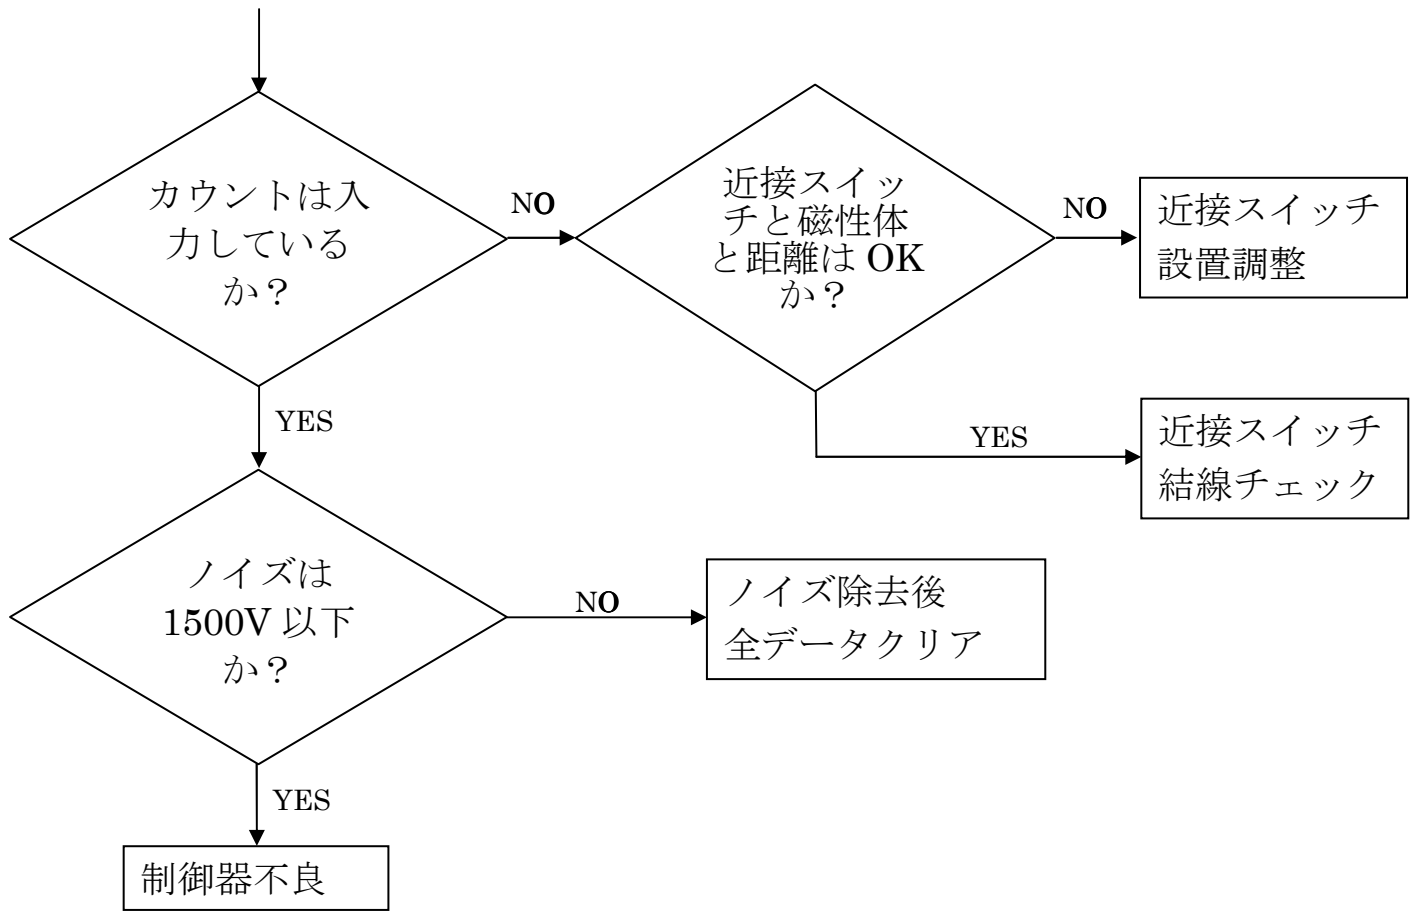 カウントは入
力している
か？
NO
近接スイッ
チと磁性体
と距離は OK
か？
NO
近接スイッチ
設置調整
YES
YES
近接スイッチ
結線チェック
ノイズは
1500V 以下
か？
NO
ノイズ除去後
全データクリア
YES
制御器不良